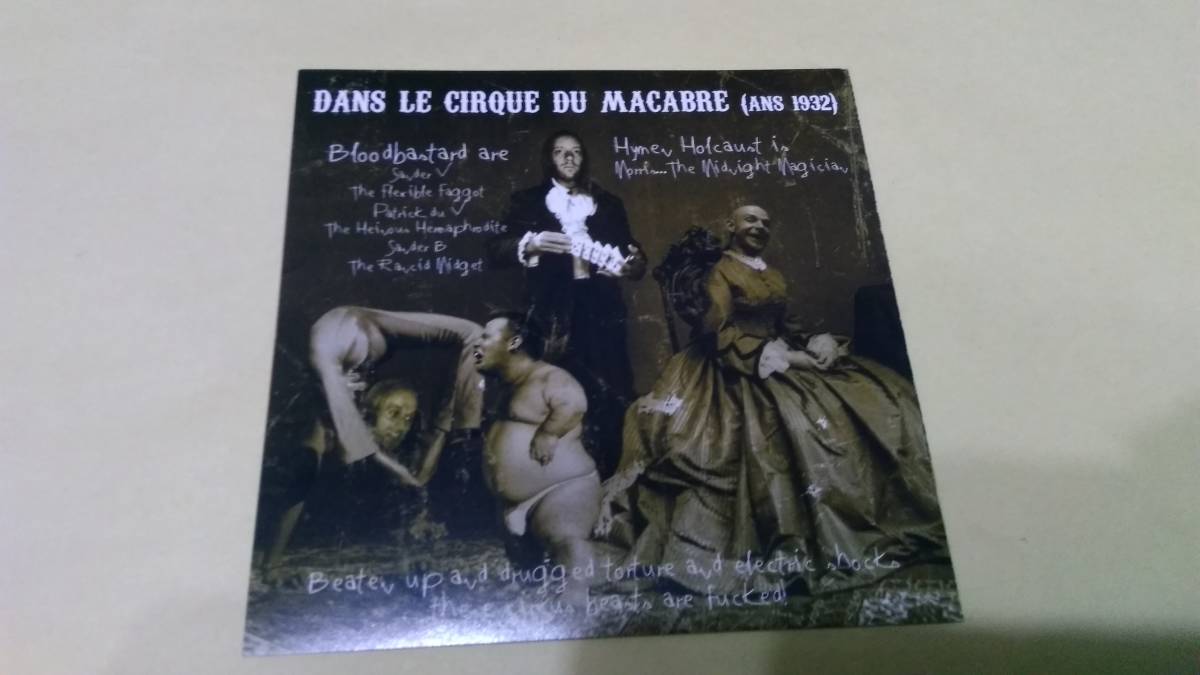 DANS LE CIRQUE DU MACABRE (ANS 1932)
Bloodbastard are
Sander V
The Flexible Faggot
Patrick du V
The Heinous Hemaphrodite
Sander B
The Rancid Midget
Hymen Holcaust is
Morris... The Midnight Magician
Beaten up and drugged torture and electric shocks
these circus beasts are fucked!